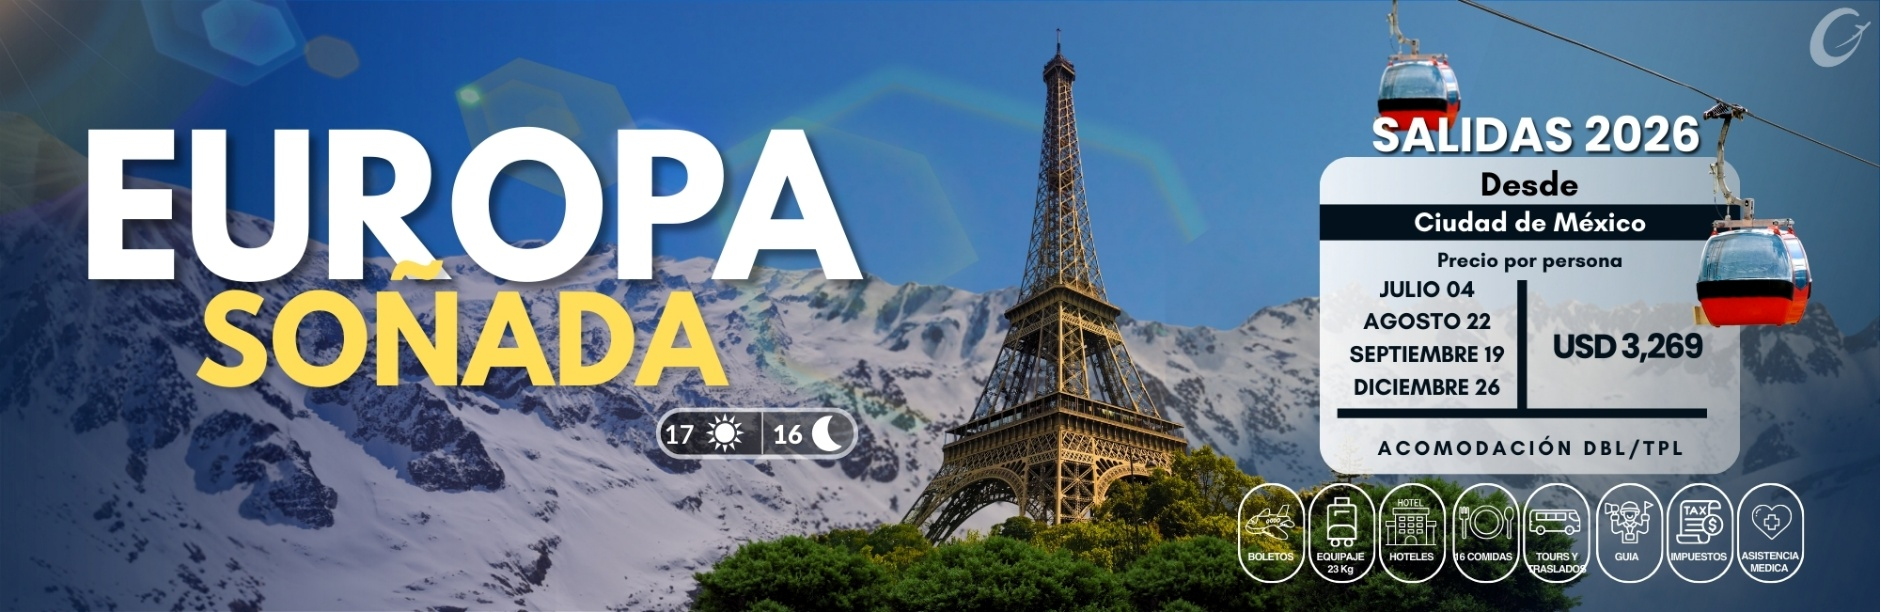 EUROPA
SOÑADA
17 16
SALIDAS 2026
Desde
Ciudad de México
Precio por persona
JULIO 04
AGOSTO 22
SEPTIEMBRE 19
DICIEMBRE 26
USD 3,269
ACOMODACIÓN DBL/TPL
BOLETOS
EQUIPAJE
23 Kg
HOTEL
HOTELES
16 COMIDAS
TOURS Y
TRASLADOS
GUIA
TAX
IMPUESTOS
ASISTENCIA
MEDICA